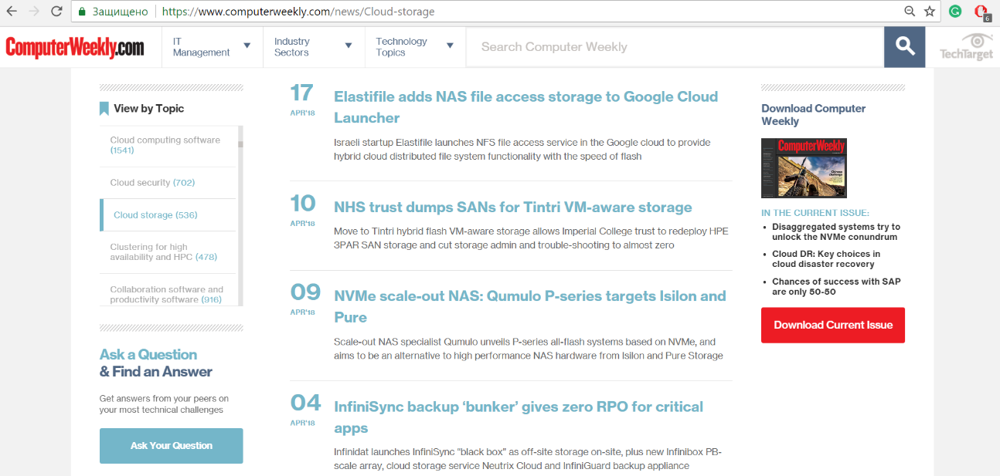 Защищено
https://www.computerweekly.com/news/Cloud-storage
6
ComputerWeekly.com
IT
Management
Industry
Sectors
Technology
Topics
Search Computer Weekly
TechTarget
View by Topic
Cloud computing software
(1541)
Cloud security (702)
Cloud storage (536)
Clustering for high
availability and HPC (478)
Collaboration software and
productivity software (916)
Ask a Question
& Find an Answer
Get answers from your peers on
your most technical challenges
Ask Your Question
17
APR'18
Elastifile adds NAS file access storage to Google Cloud
Launcher
Israeli startup Elastifile launches NFS file access service in the Google cloud to provide
hybrid cloud distributed file system functionality with the speed of flash
10
APR'18
NHS trust dumps SANs for Tintri VM-aware storage
Move to Tintri hybrid flash VM-aware storage allows Imperial College trust to redeploy HPE
3PAR SAN storage and cut storage admin and trouble-shooting to almost zero
09
APR'18
NVMe scale-out NAS: Qumulo P-series targets Isilon and
Pure
Scale-out NAS specialist Qumulo unveils P-series all-flash systems based on NVMe, and
aims to be an alternative to high performance NAS hardware from Isilon and Pure Storage
04
APR'18
InfiniSync backup ‘bunker’ gives zero RPO for critical
apps
Infinidat launches InfiniSync “black box” as off-site storage on-site, plus new Infinibox PB-
scale array, cloud storage service Neutrix Cloud and InfiniGuard backup appliance
Download Computer
Weekly
ComputerWeekly
IN THE CURRENT ISSUE:
• Disaggregated systems try to
unlock the NVMe conundrum
• Cloud DR: Key choices in
cloud disaster recovery
• Chances of success with SAP
are only 50-50
Download Current Issue